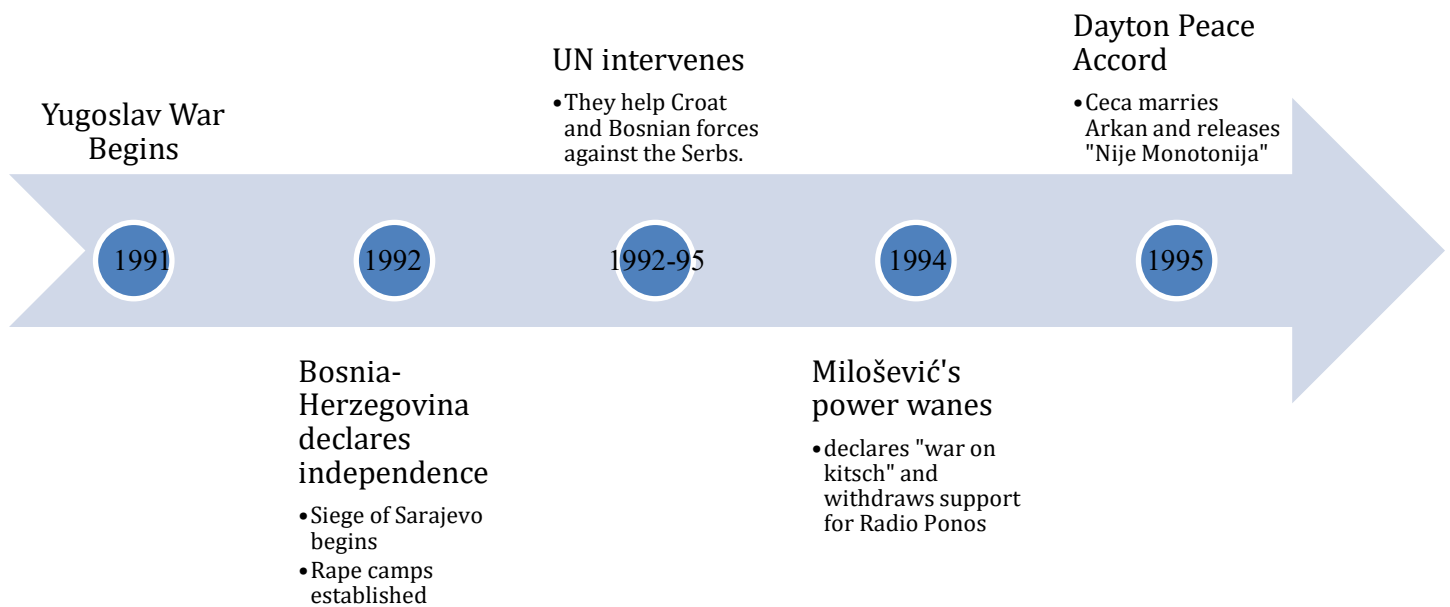 Yugoslav War
Begins
1991
Bosnia-
Herzegovina
declares
independence
•Siege of Sarajevo
begins
•Rape camps
established
1992
UN intervenes
•They help Croat
and Bosnian forces
against the Serbs.
1992-95
Milošević's
power wanes
•declares "war on
kitsch" and
withdraws support
for Radio Ponos
1994
Dayton Peace
Accord
•Ceca marries
Arkan and releases
"Nije Monotonija"
1995